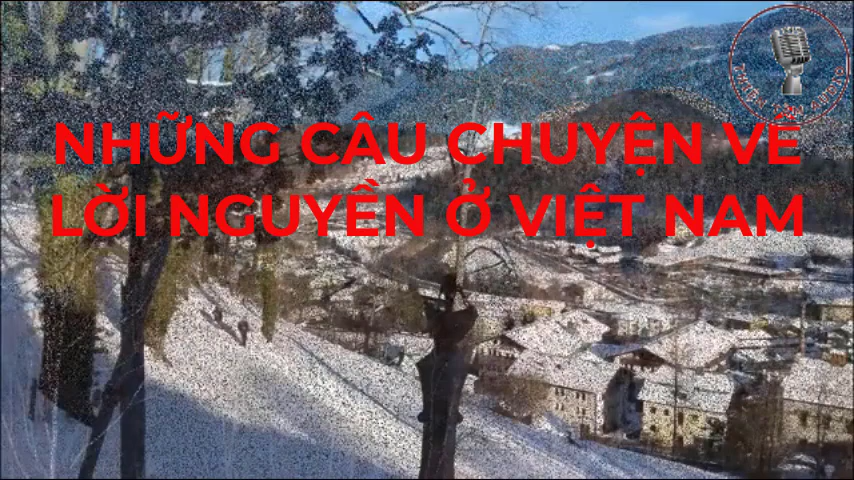 NHỮNG CÂU CHUYỆN VỀ
LỜI NGUYỀN Ở VIỆT NAM